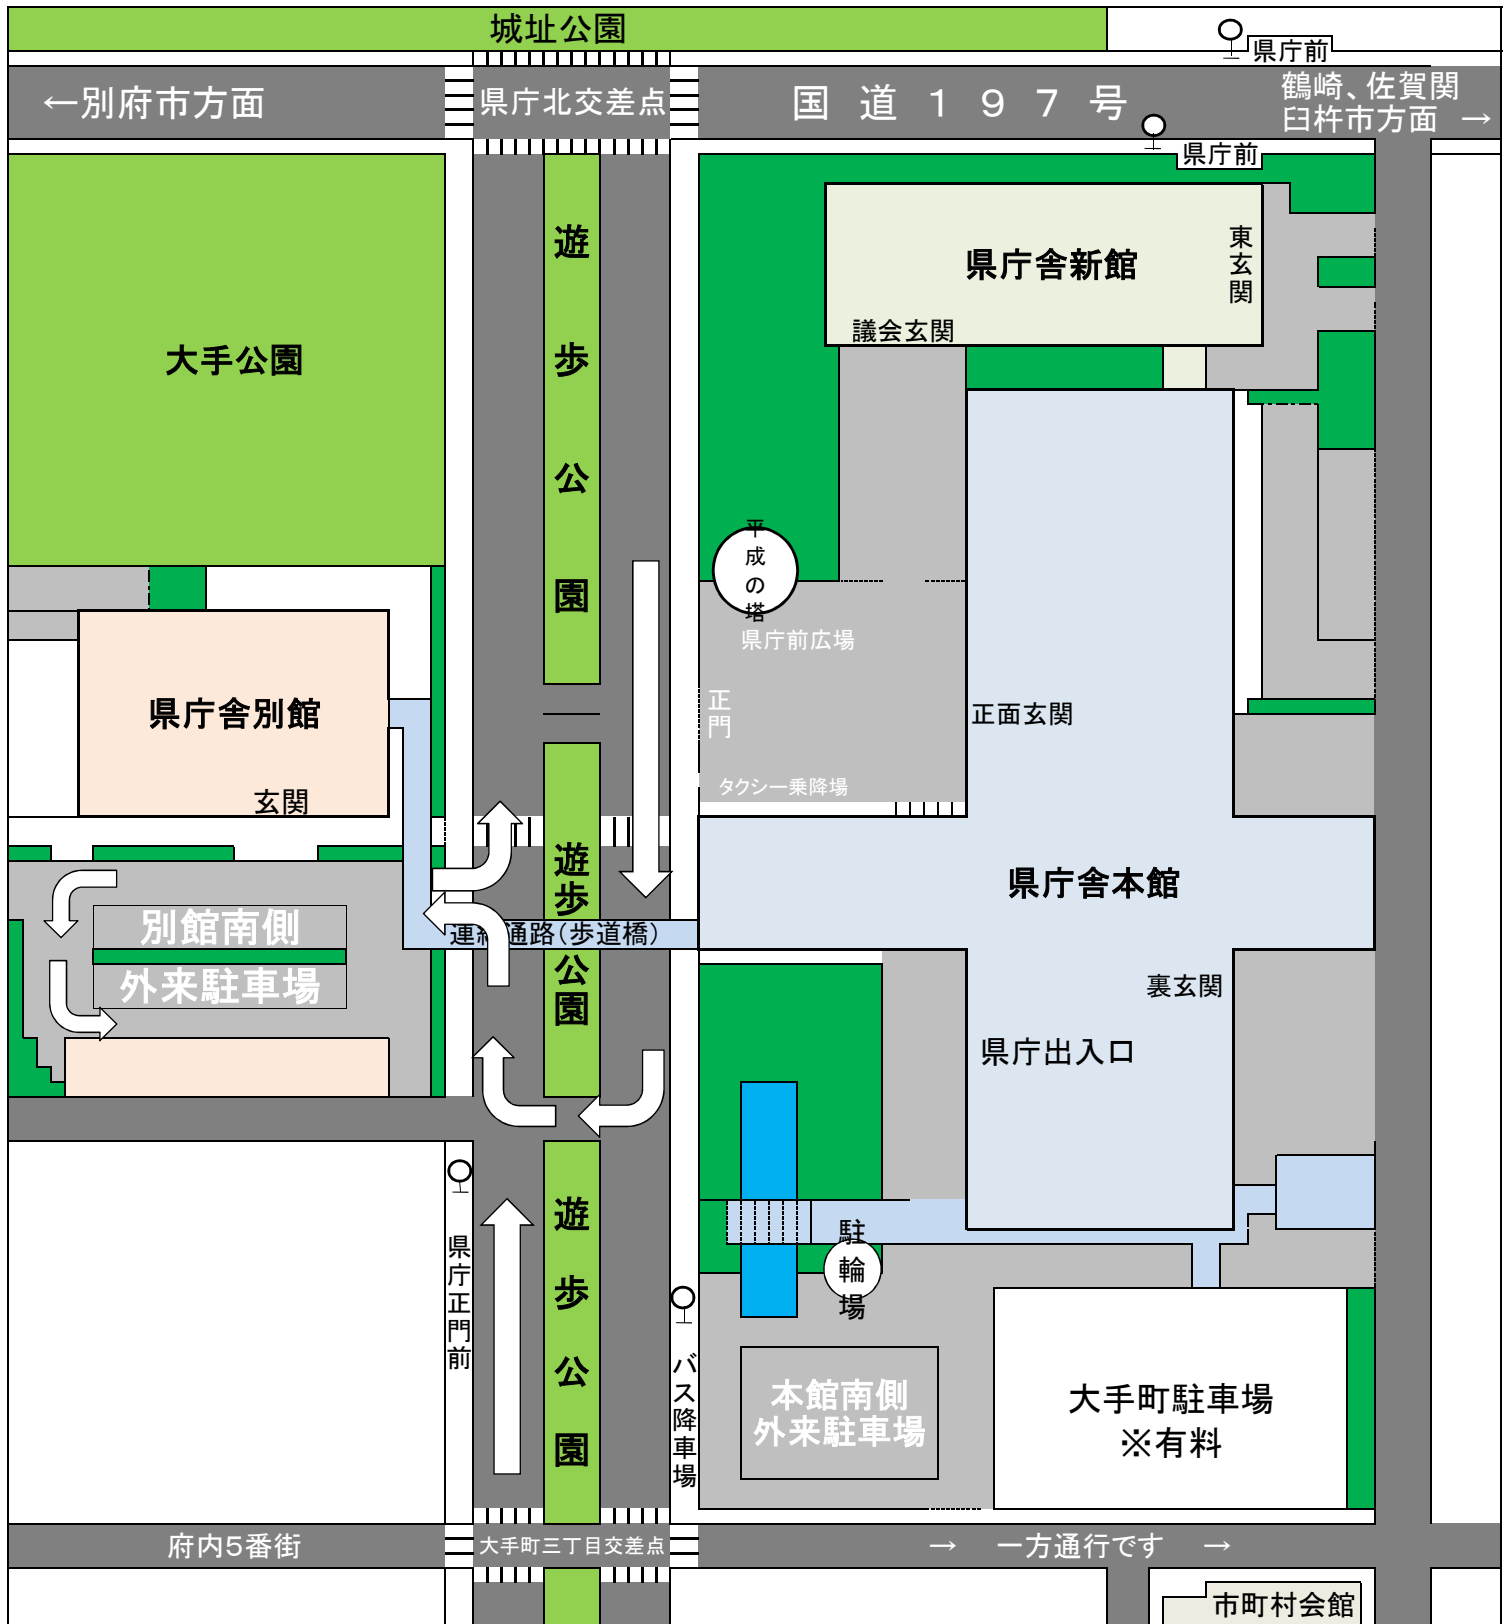 城址公園
県庁前
←別府市方面
県庁北交差点
国道１９７号
鶴崎、佐賀関
臼杵市方面 →
県庁前
遊歩公園
県庁舎新館
東玄関
議会玄関
大手公園
平成の塔
県庁前広場
正門
正面玄関
タクシー乗降場
県庁舎別館
玄関
遊歩公園
県庁舎本館
連絡通路（歩道橋）
別館南側
外来駐車場
裏玄関
県庁出入口
遊歩公園
県庁正門前
駐輪場
バス降車場
本館南側
外来駐車場
大手町駐車場
※有料
府内5番街
大手町三丁目交差点
→ 一方通行です →
市町村会館